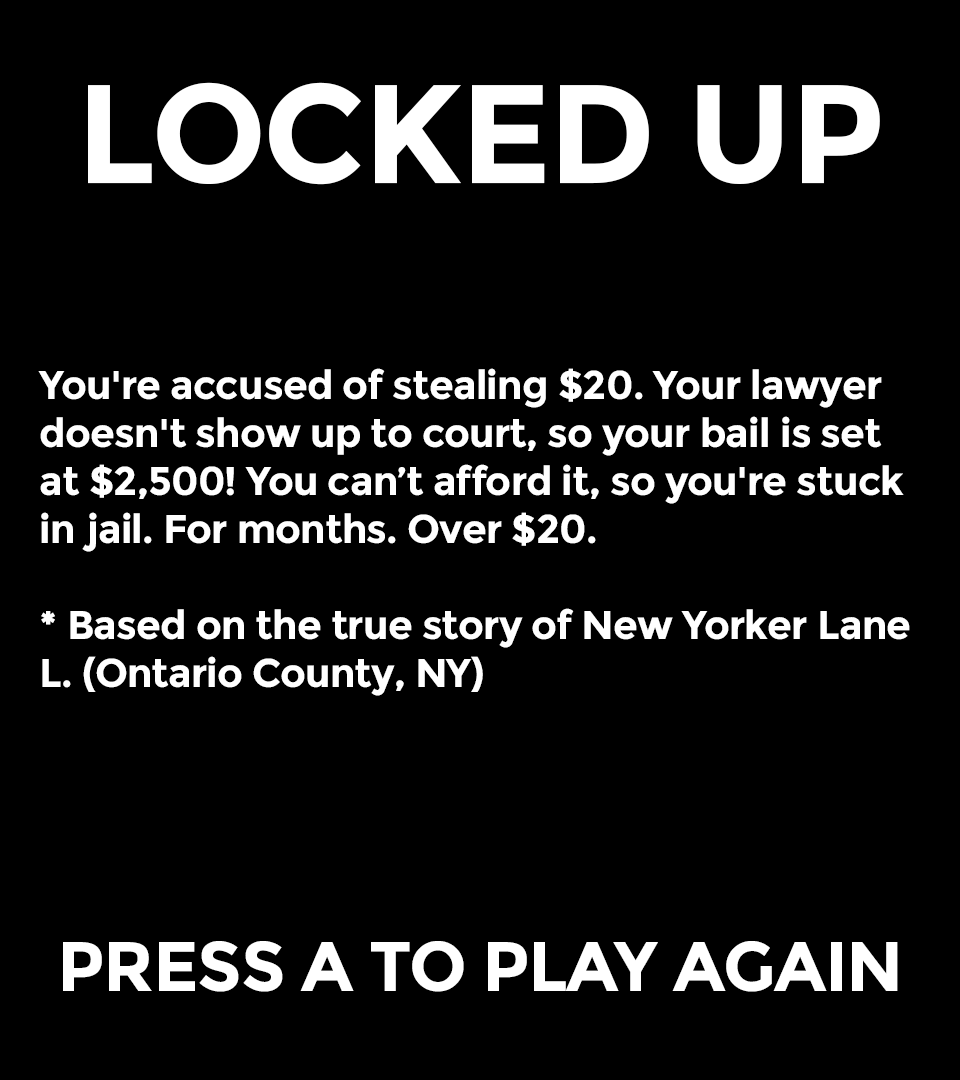 LOCKED UP
You're accused of stealing $20. Your lawyer
doesn't show up to court, so your bail is set
at $2,500! You can’t afford it, so you're stuck
in jail. For months. Over $20.
* Based on the true story of New Yorker Lane
L. (Ontario County, NY)
PRESS A TO PLAY AGAIN